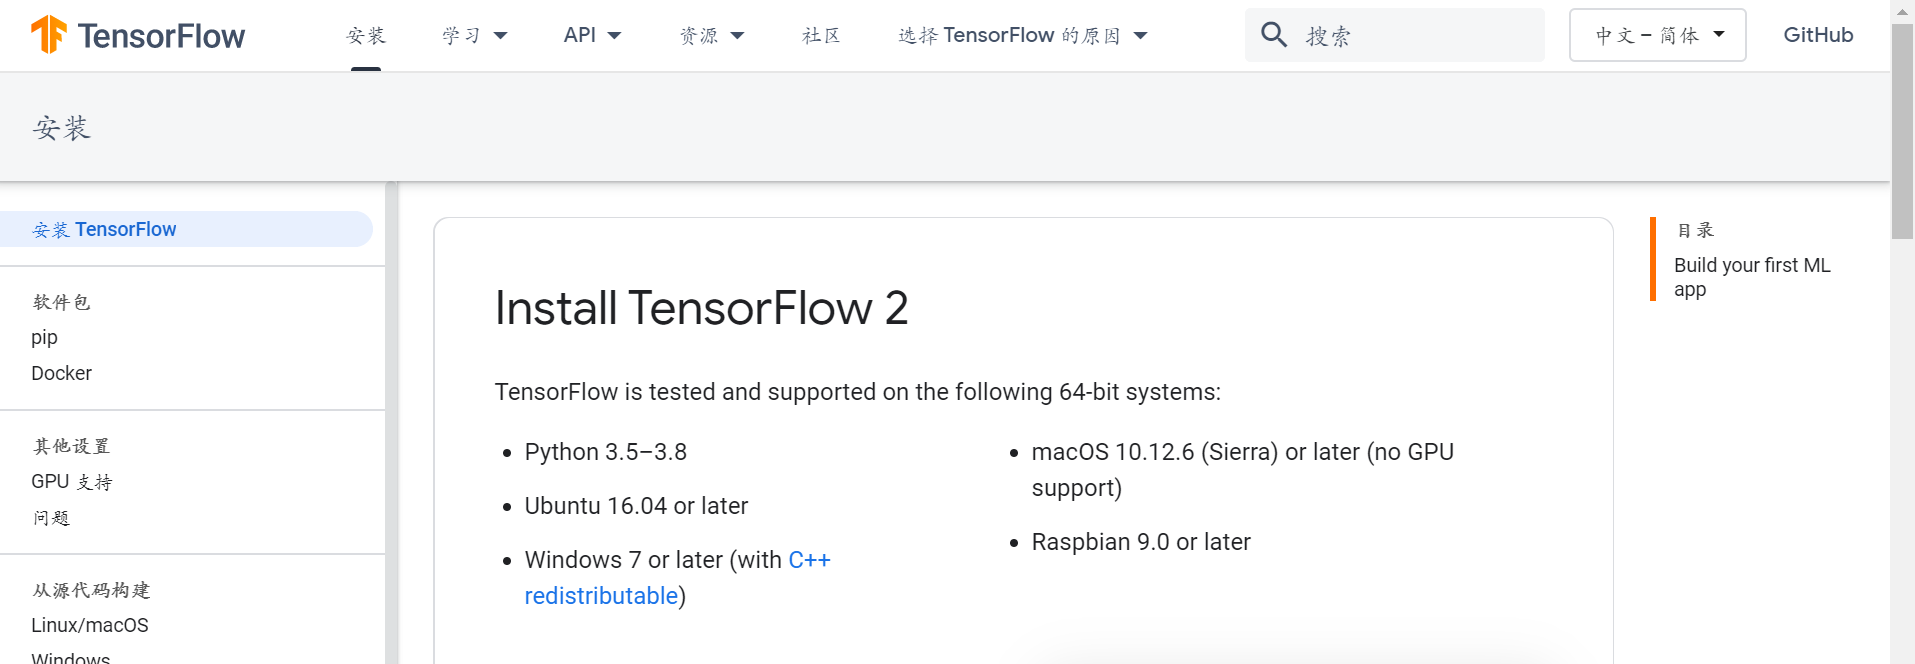 TensorFlow
安装
学习
API
资源
社区
选择 TensorFlow 的原因
搜索
中文 – 简体
GitHub
安装
安装 TensorFlow
软件包
pip
Docker
其他设置
GPU 支持
问题
从源代码构建
Linux/macOS
Windows
Install TensorFlow 2
TensorFlow is tested and supported on the following 64-bit systems:
Python 3.5–3.8
Ubuntu 16.04 or later
Windows 7 or later (with C++
redistributable)
macOS 10.12.6 (Sierra) or later (no GPU
support)
Raspbian 9.0 or later
目录
Build your first ML
app